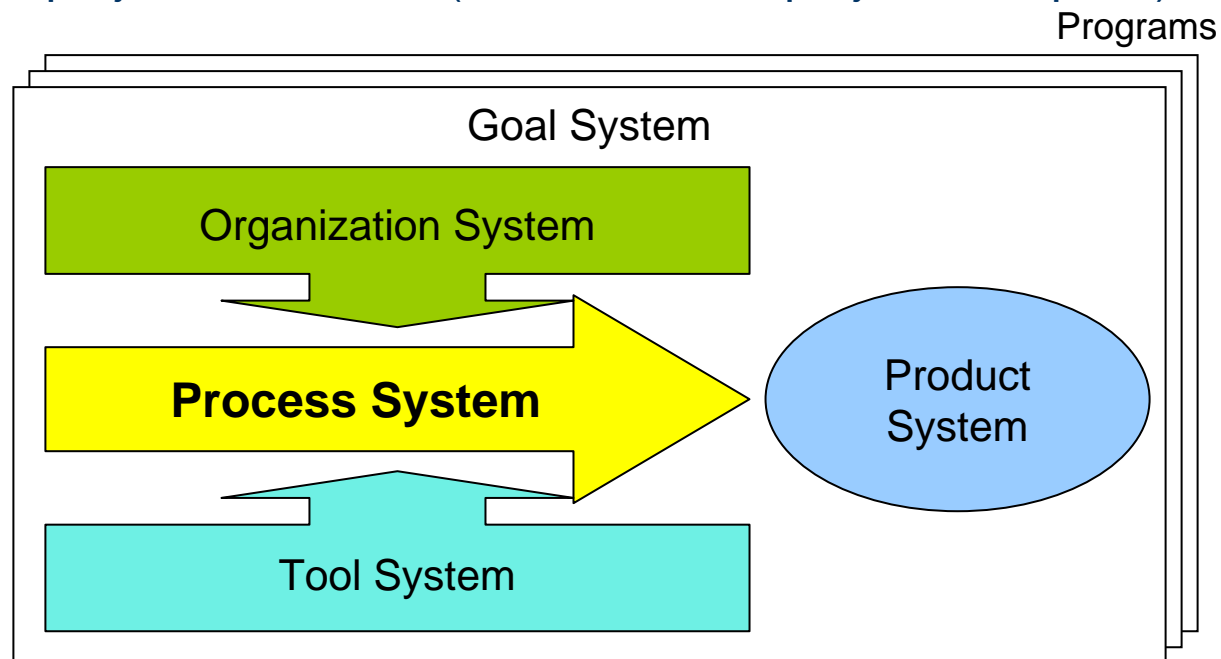 Programs
Goal System
Organization System
Process System
Product
System
Tool System